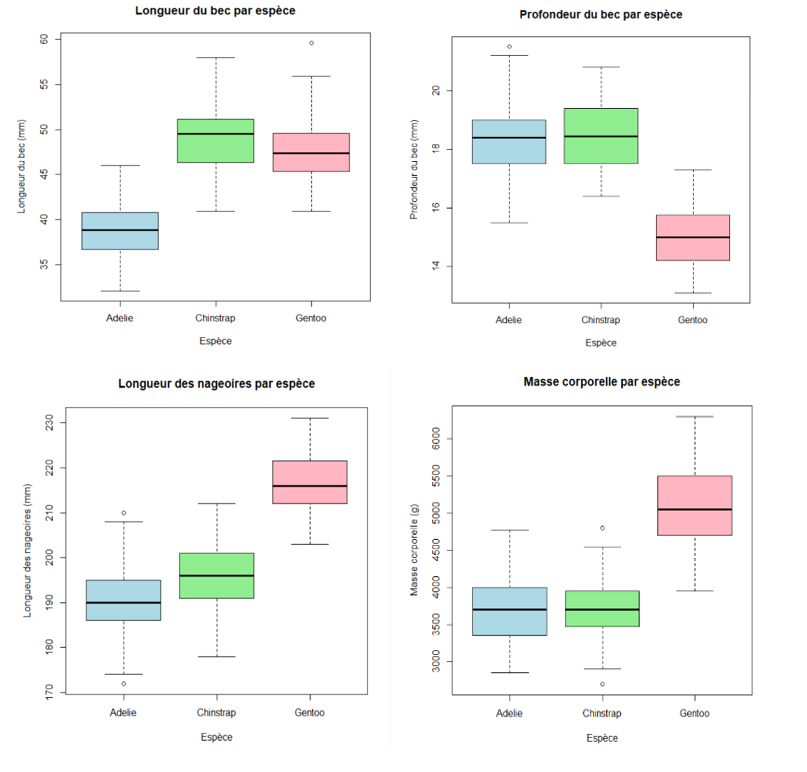 Longueur du bec par espèce
Longueur du bec (mm)
60
55
50
45
40
35
Adelie Chinstrap Gentoo
Espèce
Profondeur du bec par espèce
Profondeur du bec (mm)
20
18
16
14
Adelie Chinstrap Gentoo
Espèce
Longueur des nageoires par espèce
Longueur des nageoires (mm)
230
220
210
200
190
180
170
Adelie Chinstrap Gentoo
Espèce
Masse corporelle par espèce
Masse corporelle (g)
6000
5500
5000
4500
4000
3500
3000
Adelie Chinstrap Gentoo
Espèce